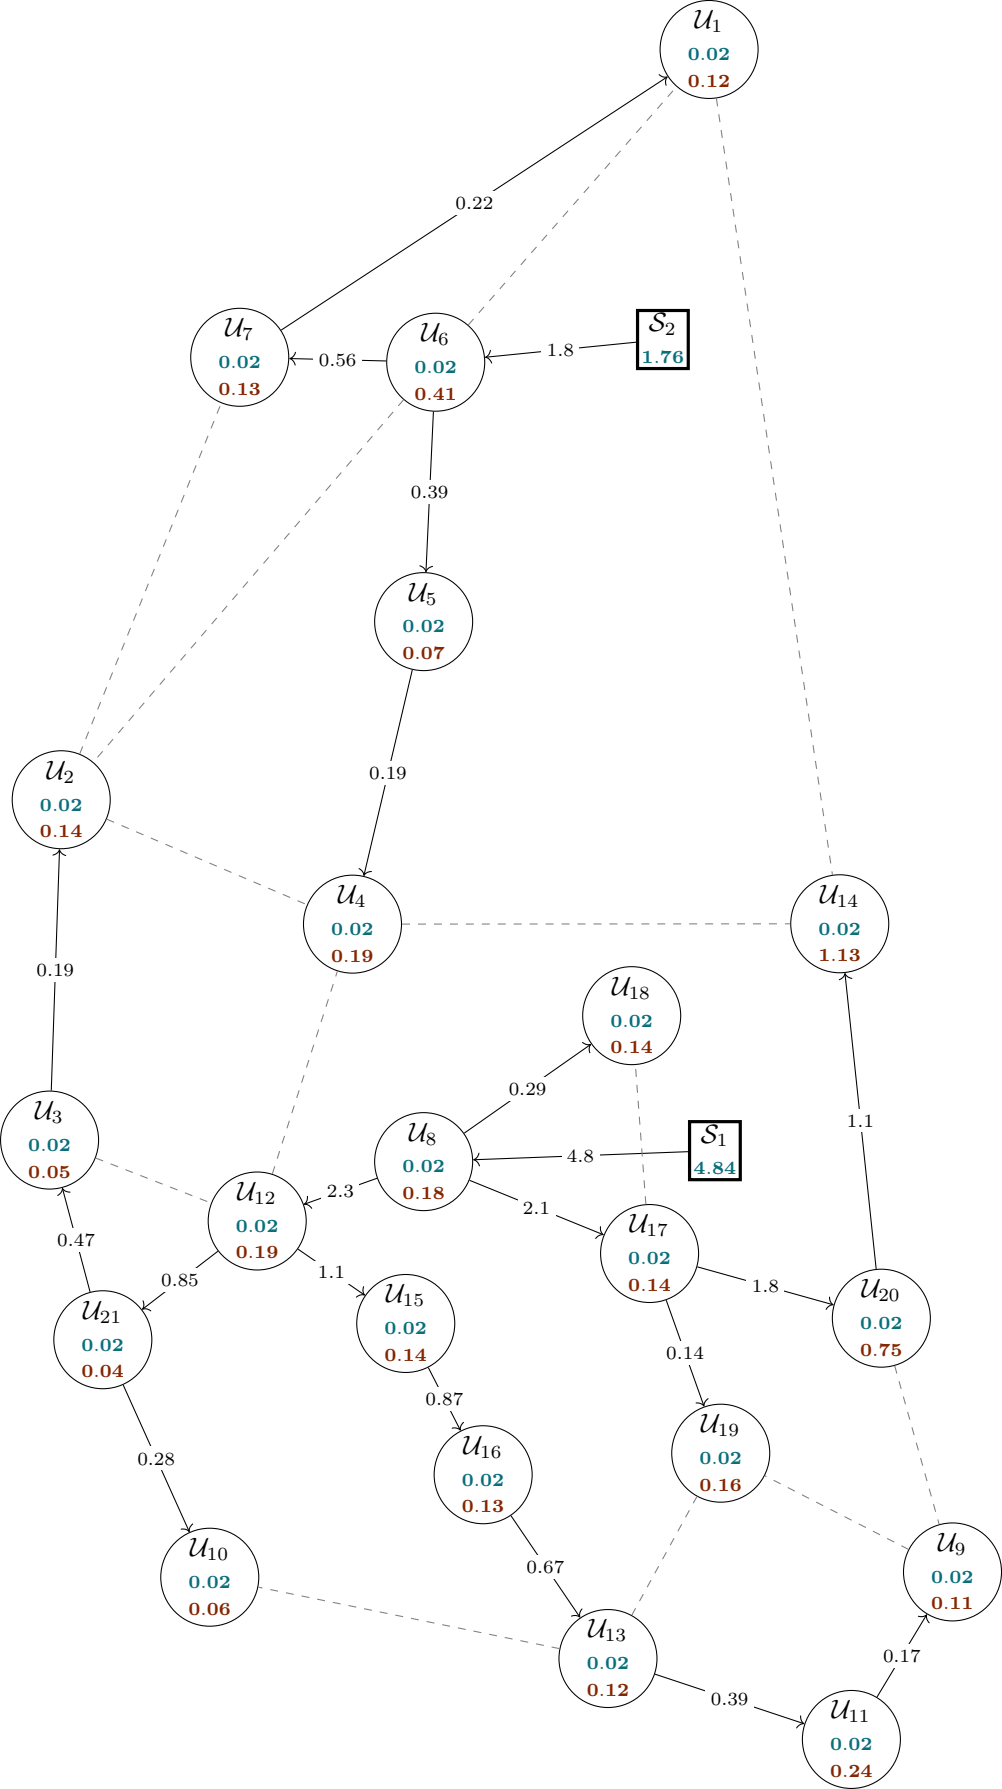 𝒰₁
0.02
0.12
0.22
𝒰₇
0.02
0.13
0.56
𝒰₆
0.02
0.41
1.8
𝒮₂
1.76
0.39
𝒰₅
0.02
0.07
0.19
𝒰₂
0.02
0.14
𝒰₄
0.02
0.19
𝒰₁₄
0.02
1.13
0.19
𝒰₁₈
0.02
0.14
0.29
1.1
𝒰₃
0.02
0.05
𝒰₈
0.02
0.18
4.8
𝒮₁
4.84
𝒰₁₂
0.02
0.19
2.3
2.1
𝒰₁₇
0.02
0.14
0.47
0.85
1.1
1.8
𝒰₂₁
0.02
0.04
𝒰₁₅
0.02
0.14
𝒰₂₀
0.02
0.75
0.14
0.87
0.28
𝒰₁₆
0.02
0.13
𝒰₁₉
0.02
0.16
𝒰₁₀
0.02
0.06
0.67
𝒰₉
0.02
0.11
𝒰₁₃
0.02
0.12
0.17
0.39
𝒰₁₁
0.02
0.24